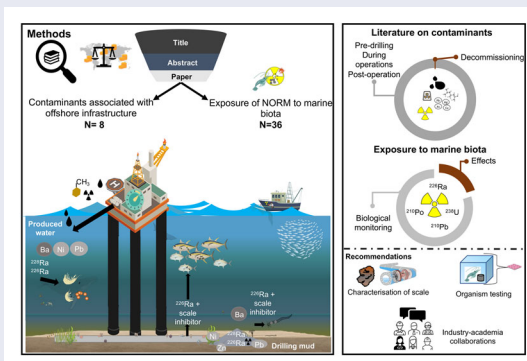 Methods
Title
Abstract
Paper
Contaminants associated with
offshore infrastructure
N= 8
Exposure of NORM to marine
biota
N=36
CH3
H
Produced
water
Ba Ni Pb
²²⁶Ra
²²⁸Ra
²²⁶Ra +
scale
inhibitor
Ba
²²⁶Ra +
scale
inhibitor
Ni
Zn
²²⁶Ra
Pb
Drilling mud
Literature on contaminants
Pre-drilling
During
operations
Post-operation
Decommissioning
Exposure to marine biota
Effects
²²⁶Ra
²¹⁰Po
²³⁸U
²¹⁰Pb
Biological
monitoring
Recommendations
Characterisation of scale
Organism testing
Industry-academia
collaborations